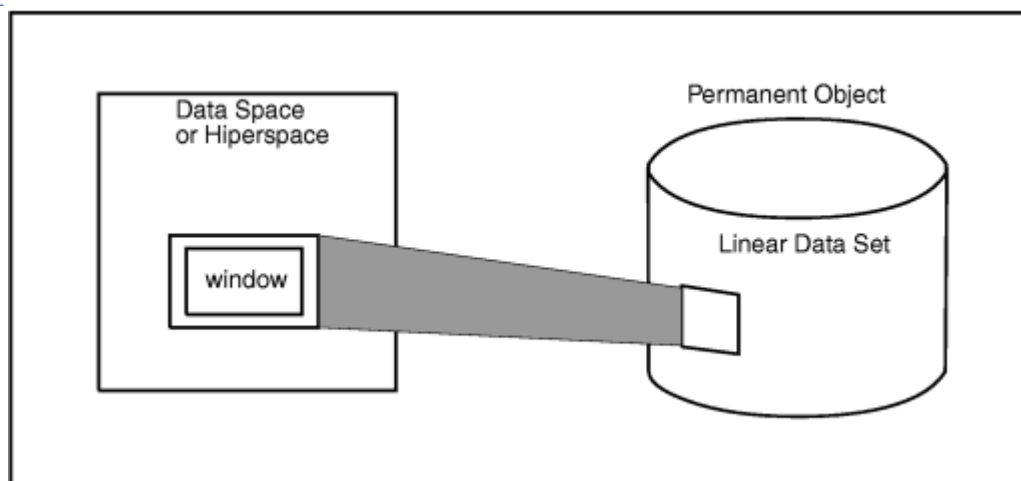 Data Space
or Hiperspace
window
Permanent Object
Linear Data Set